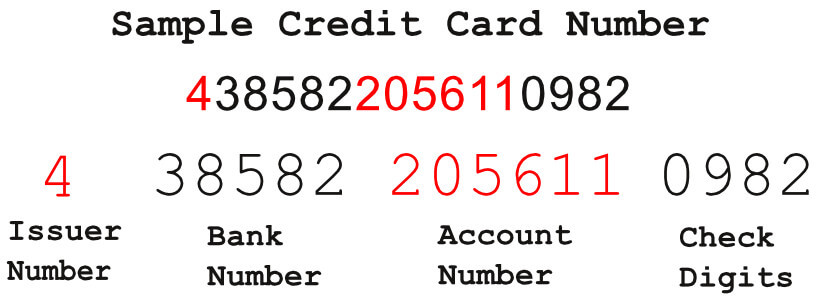 Sample Credit Card Number
4385822056110982
4 38582 205611 0982
Issuer Bank Account Check
Number Number Number Digits